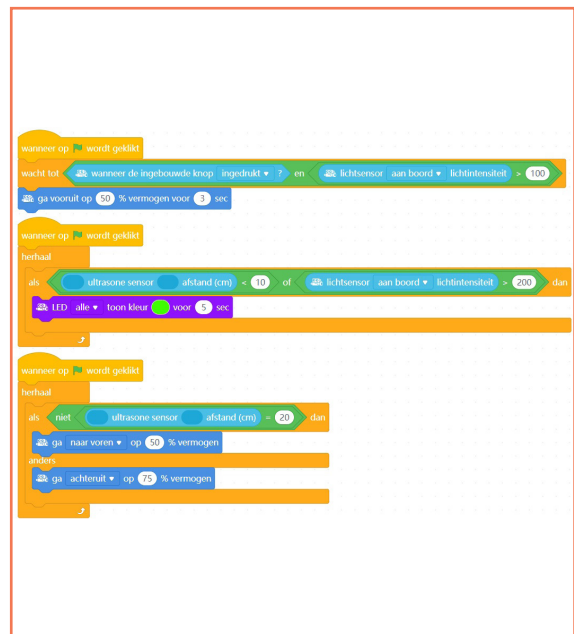 wanneer op wordt geklikt
wacht tot wanneer de ingebouwde knop ingedrukt ? en lichtsensor aan boord lichtintensiteit > 100
ga vooruit op 50 % vermogen voor 3 sec
wanneer op wordt geklikt
herhaal
als ultrasone sensor afstand (cm) < 10 of lichtsensor aan boord lichtintensiteit > 200 dan
LED alle toon kleur voor 5 sec
wanneer op wordt geklikt
herhaal
als niet ultrasone sensor afstand (cm) = 20 dan
ga naar voren op 50 % vermogen
anders
ga achteruit op 75 % vermogen